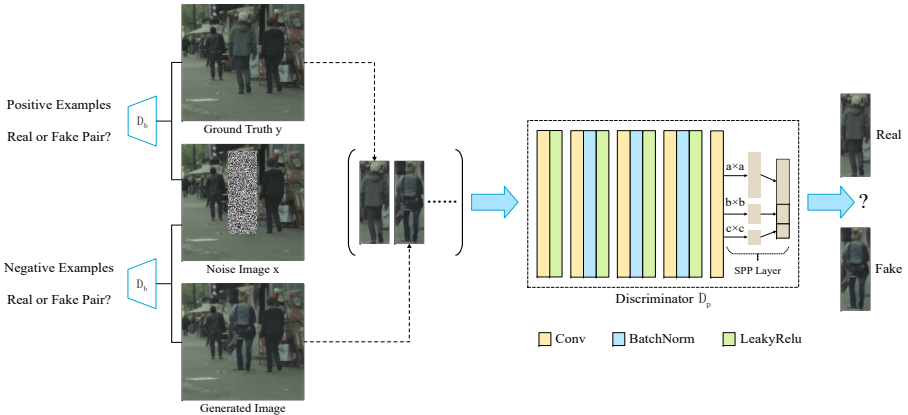 Positive Examples
Real or Fake Pair?
D_b
Ground Truth y
Noise Image x
Negative Examples
Real or Fake Pair?
D_b
Generated Image
......
a×a
b×b
c×c
SPP Layer
Discriminator D_p
Conv
BatchNorm
LeakyRelu
Real
?
Fake